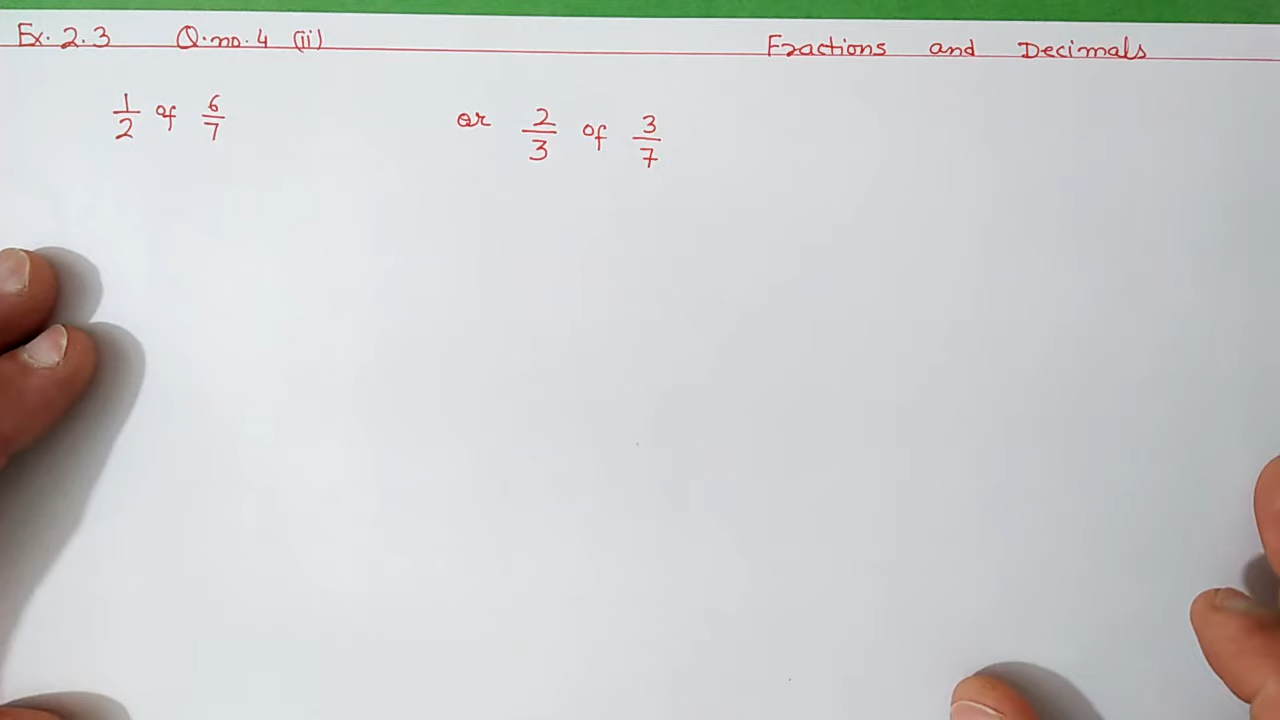 Ex. 2.3 Q.no. 4 (ii) Fractions and Decimals
1/2 of 6/7 or 2/3 of 3/7